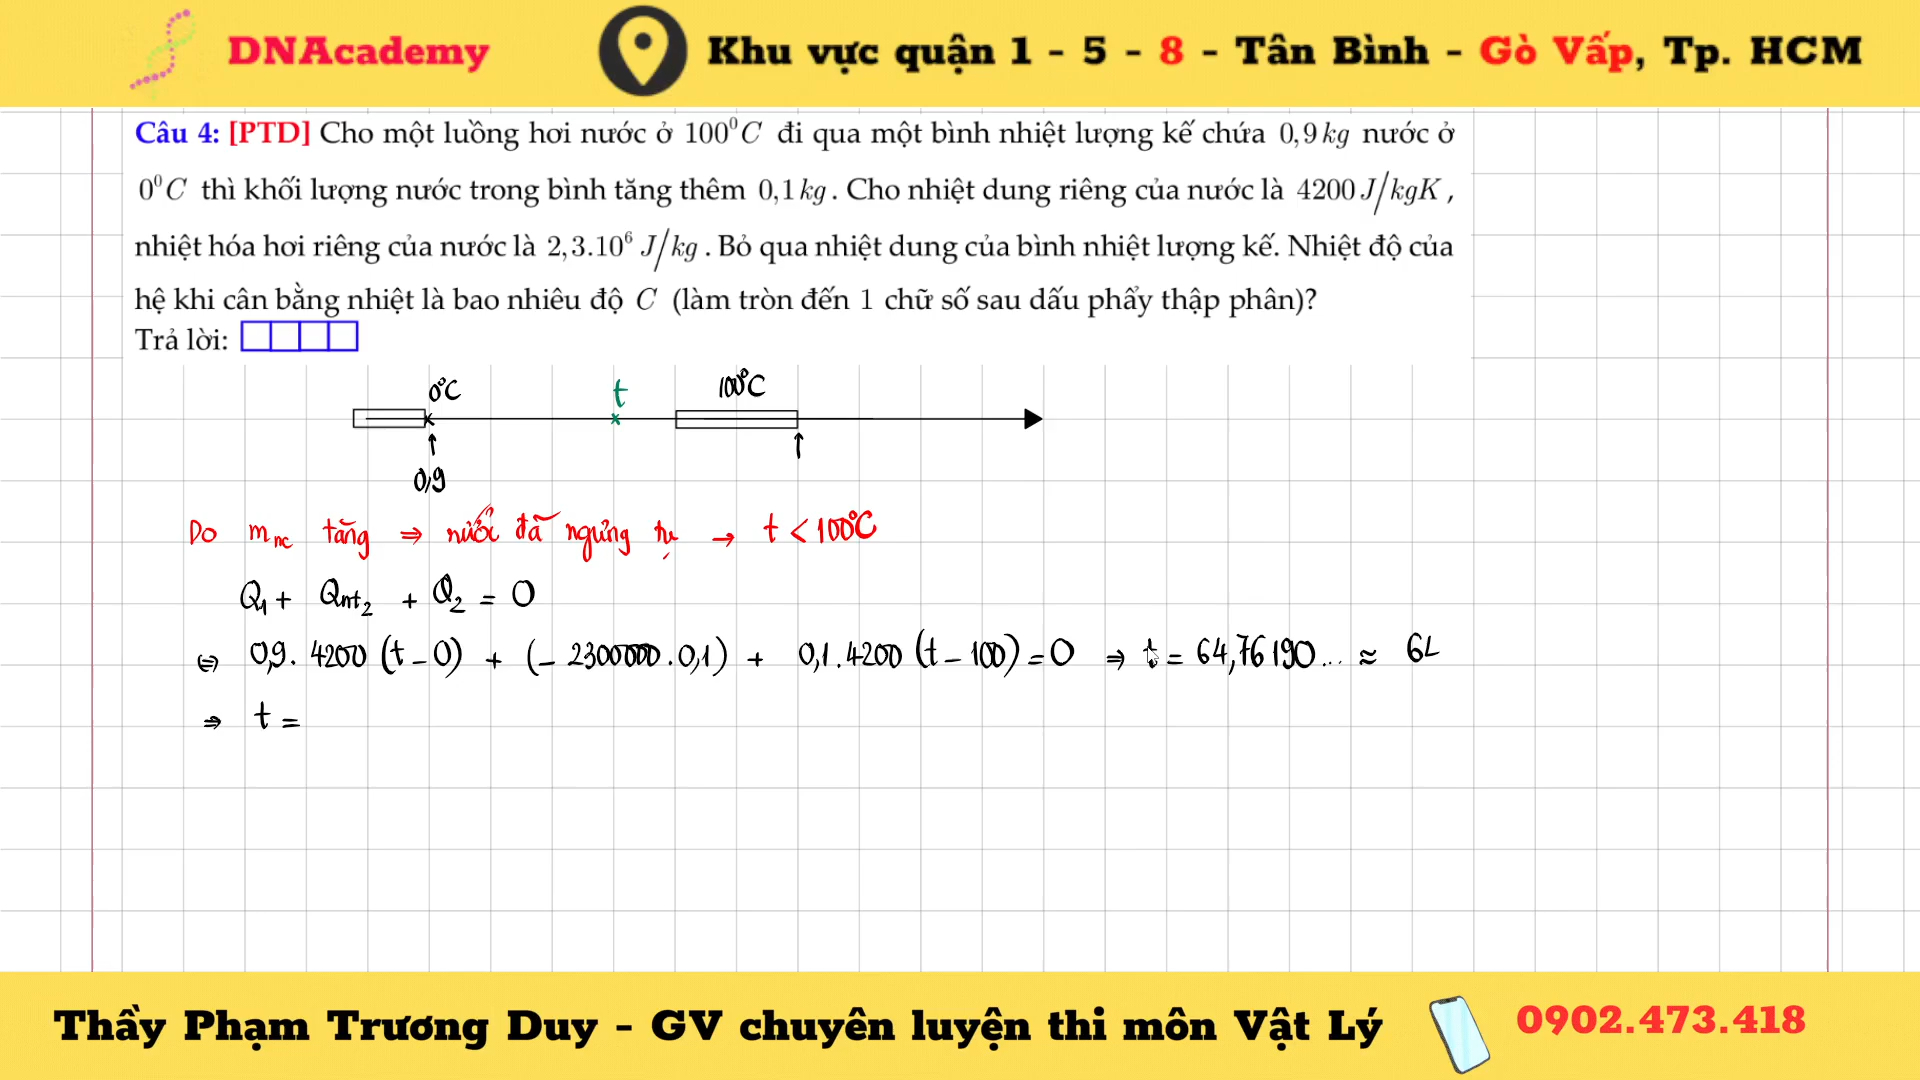 DNAcademy
Khu vực quận 1 - 5 - 8 - Tân Bình - Gò Vấp, Tp. HCM
Câu 4: [PTD] Cho một luồng hơi nước ở 100⁰C đi qua một bình nhiệt lượng kế chứa 0,9 kg nước ở
0⁰C thì khối lượng nước trong bình tăng thêm 0,1 kg. Cho nhiệt dung riêng của nước là 4200 J/kgK,
nhiệt hóa hơi riêng của nước là 2,3.10⁶ J/kg. Bỏ qua nhiệt dung của bình nhiệt lượng kế. Nhiệt độ của
hệ khi cân bằng nhiệt là bao nhiêu độ C (làm tròn đến 1 chữ số sau dấu phẩy thập phân)?
Trả lời:
0°C t 100°C
0,9
Do mnc tăng ⇒ nước đã ngưng tụ → t < 100°C
Q₁ + Qnt₂ + Q₂ = 0
⇔ 0,9. 4200 (t - 0) + (- 2300000.0,1) + 0,1.4200 (t - 100) = 0 ⇒ t = 64,76190... ≈ 64
⇒ t =
Thầy Phạm Trương Duy - GV chuyên luyện thi môn Vật Lý
0902.473.418